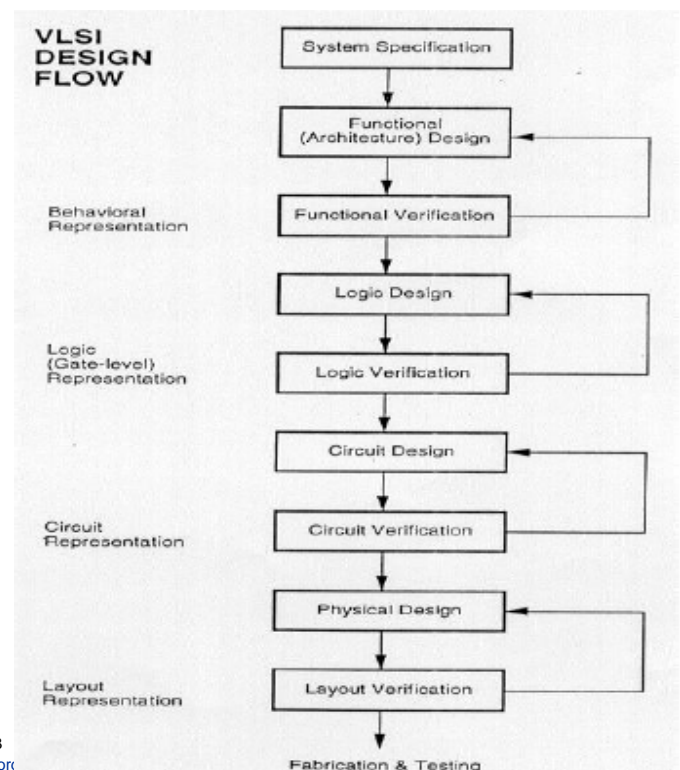 VLSI
DESIGN
FLOW
System Specification
Functional
(Architecture) Design
Behavioral
Representation
Functional Verification
Logic Design
Logic
(Gate-level)
Representation
Logic Verification
Circuit Design
Circuit
Representation
Circuit Verification
Physical Design
Layout
Representation
Layout Verification
Fabrication & Testing